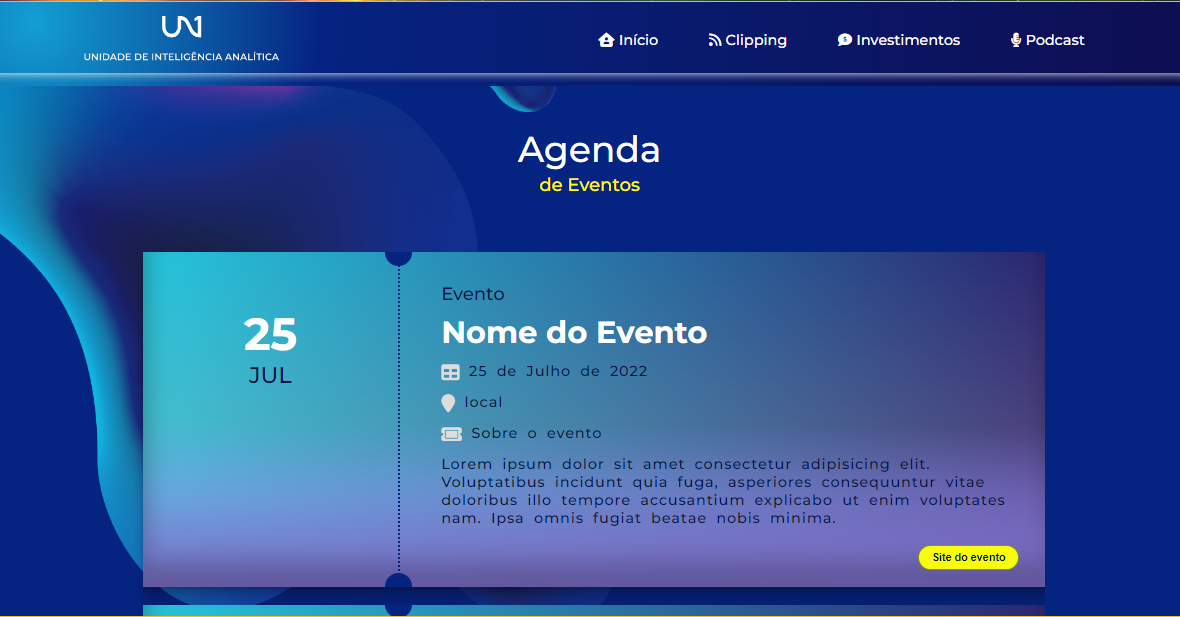 UN1
UNIDADE DE INTELIGÊNCIA ANALÍTICA
Início
Clipping
Investimentos
Podcast
Agenda
de Eventos
25
JUL
Evento
Nome do Evento
25 de Julho de 2022
local
Sobre o evento
Lorem ipsum dolor sit amet consectetur adipisicing elit.
Voluptatibus incidunt quia fuga, asperiores consequuntur vitae
doloribus illo tempore accusantium explicabo ut enim voluptates
nam. Ipsa omnis fugiat beatae nobis minima.
Site do evento